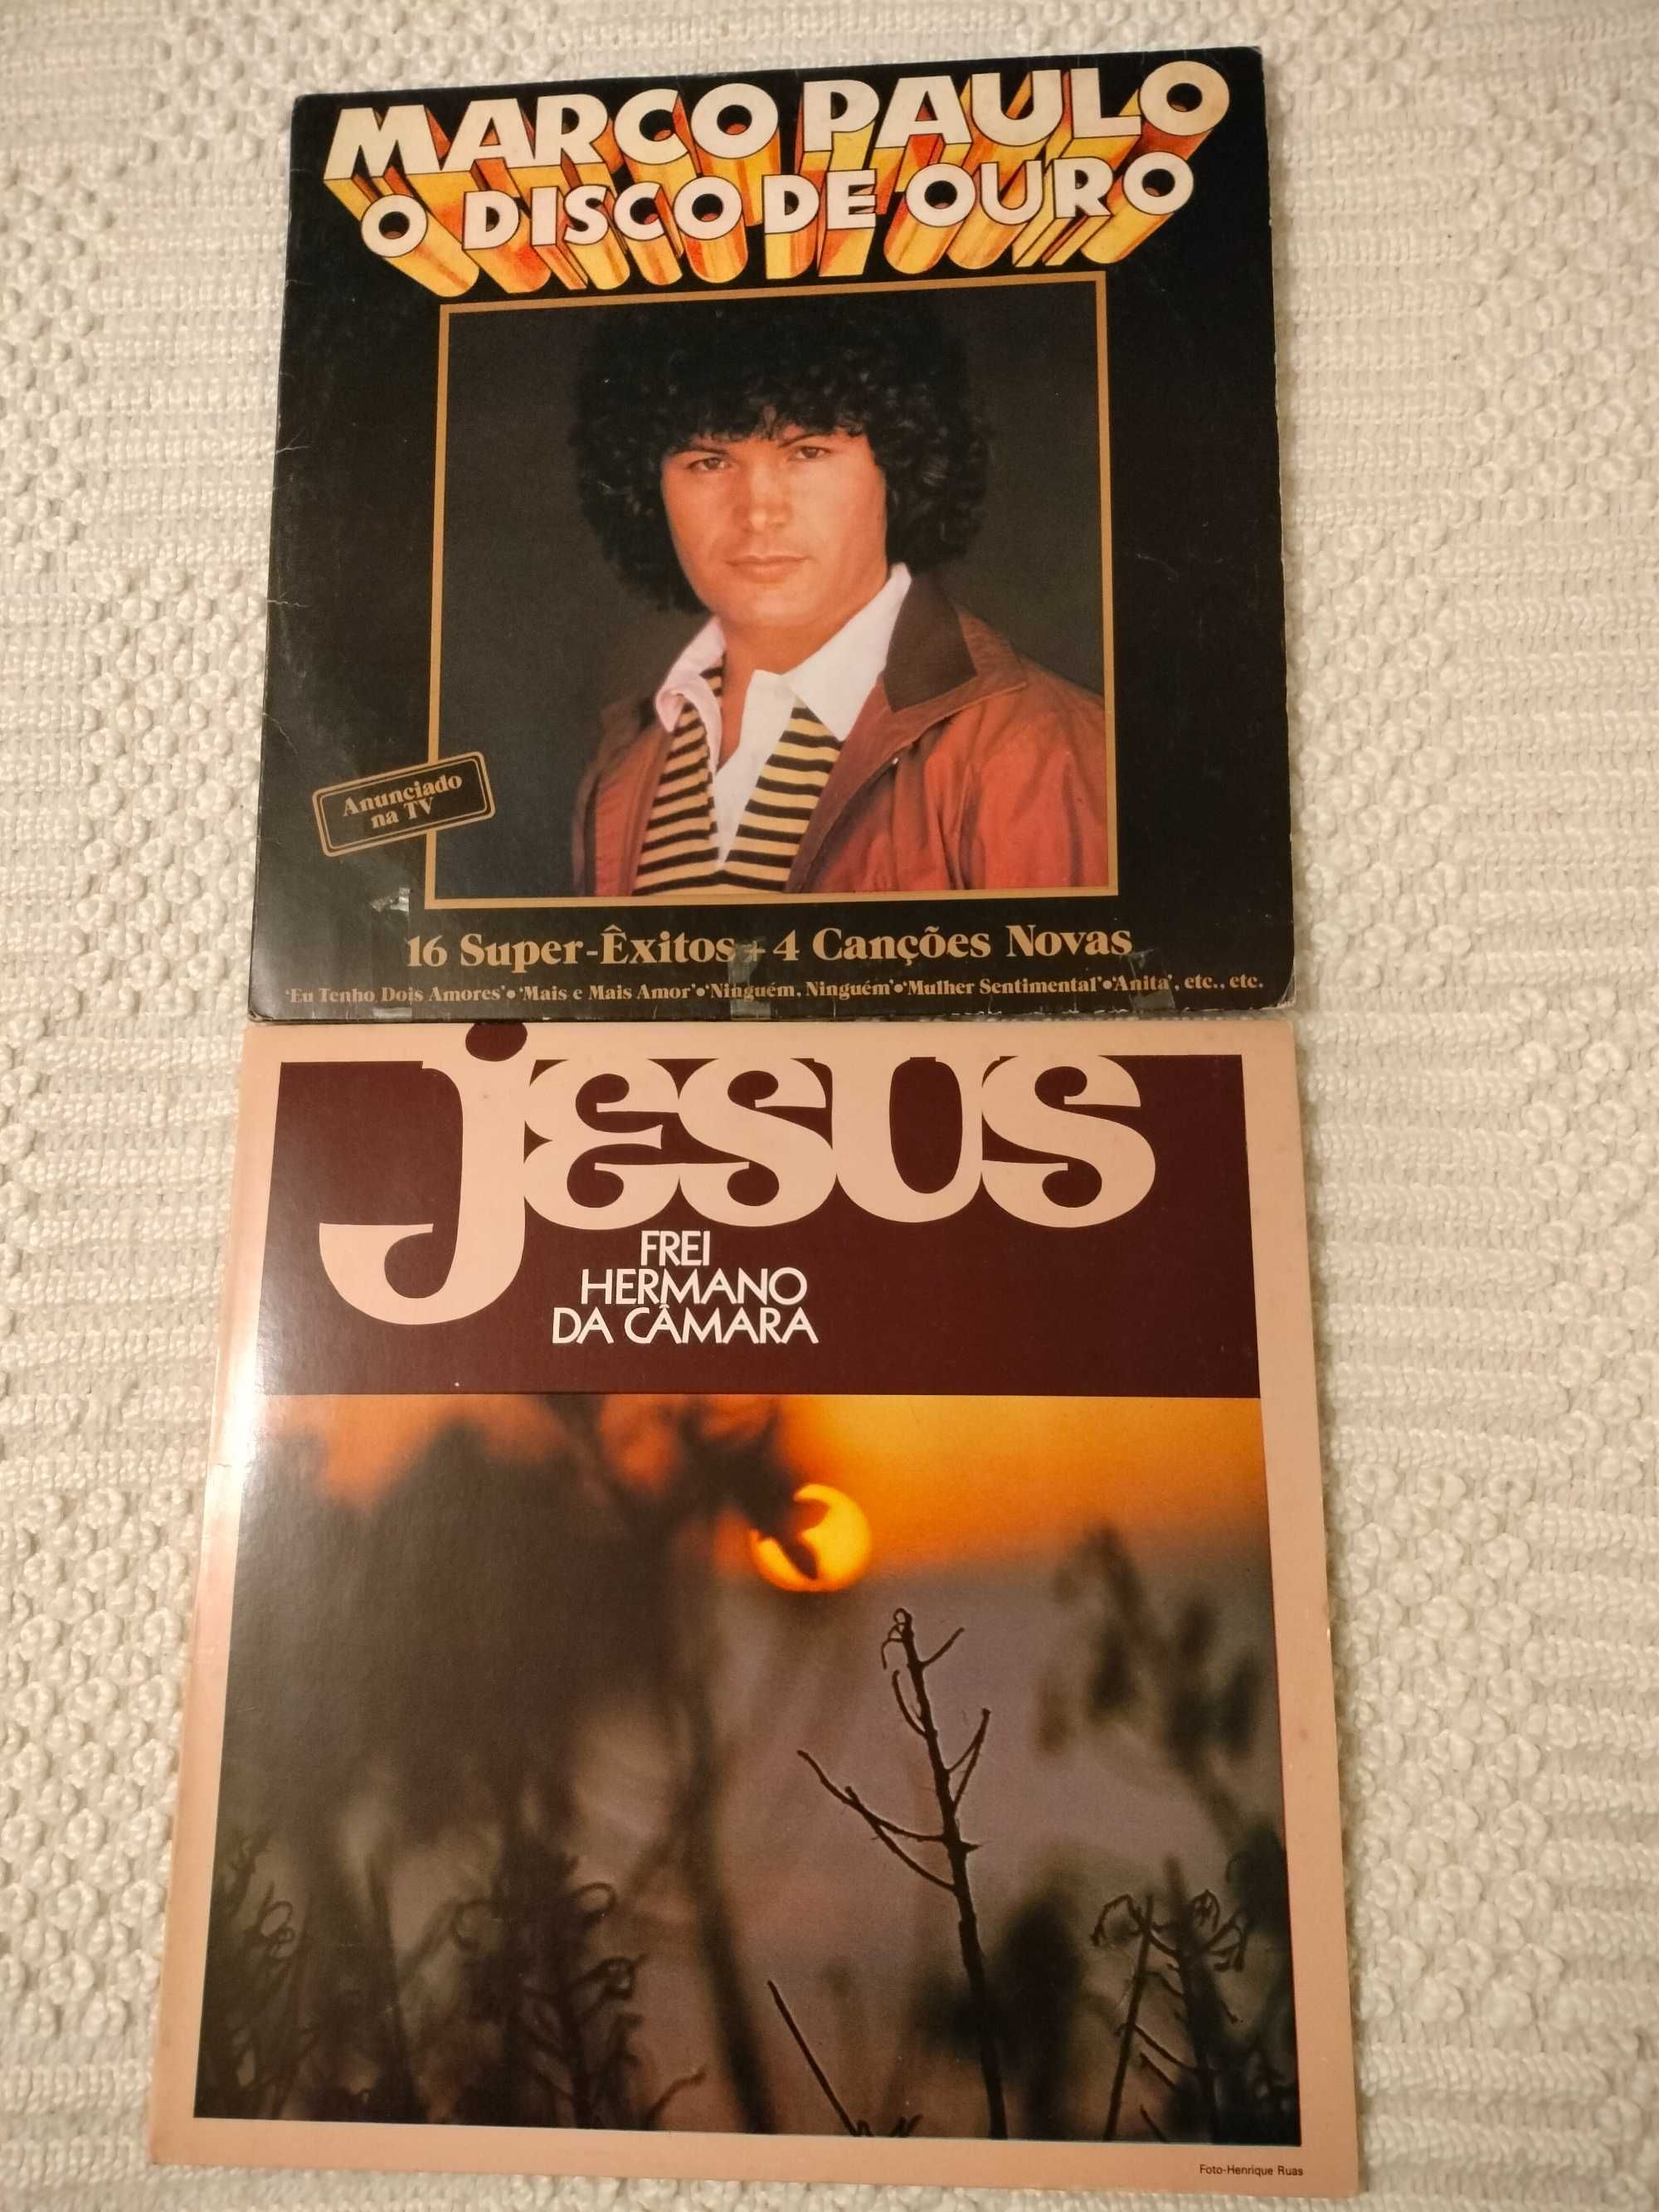 MARCO PAULO
O DISCO DE OURO
Anunciado
na TV
16 Super-Êxitos + 4 Canções Novas
'Eu Tenho Dois Amores'•'Mais e Mais Amor'•'Ninguém, Ninguém'•'Mulher Sentimental'•'Anita', etc., etc.
jesus
FREI
HERMANO
DA CÂMARA
Foto-Henrique Ruas